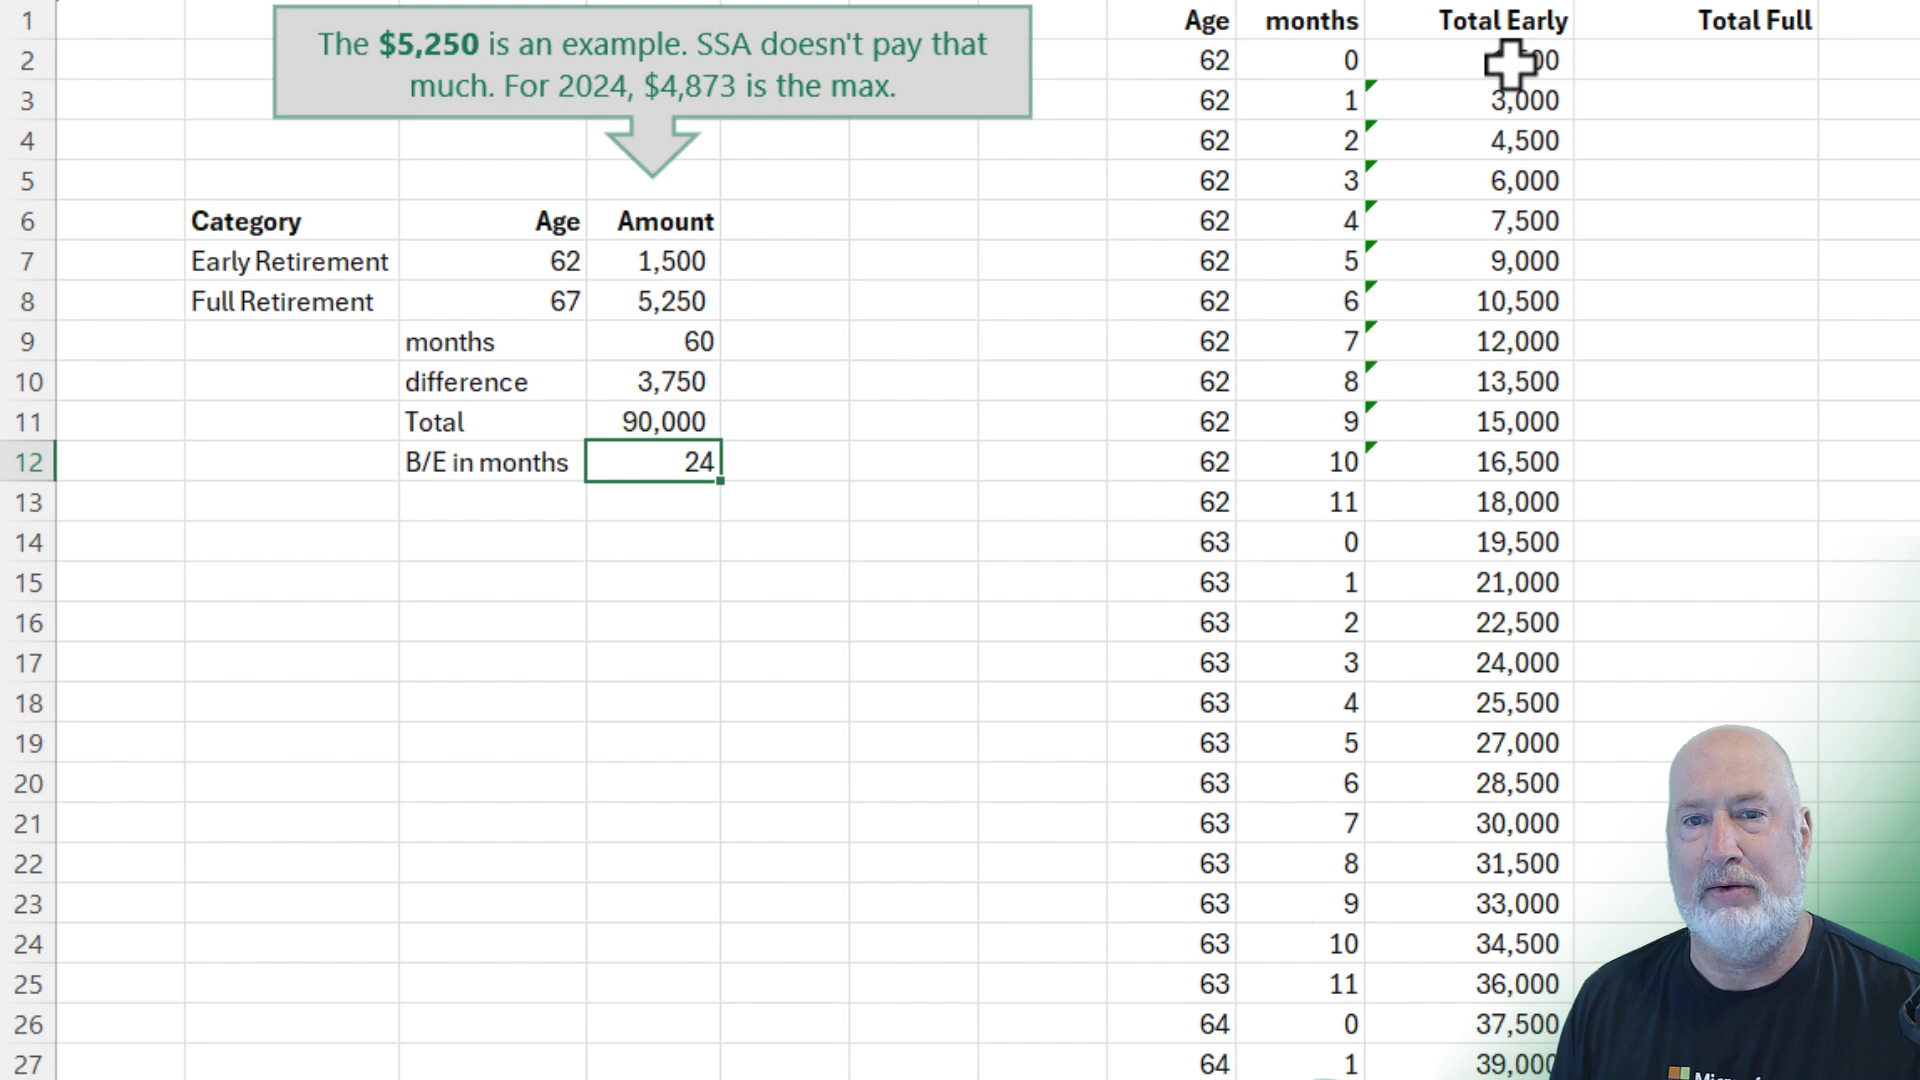 1 Age months Total Early Total Full
The $5,250 is an example. SSA doesn't pay that
much. For 2024, $4,873 is the max.
2 62 0
3 62 1 3,000
4 62 2 4,500
5 62 3 6,000
6 Category Age Amount 62 4 7,500
7 Early Retirement 62 1,500 62 5 9,000
8 Full Retirement 67 5,250 62 6 10,500
9 months 60 62 7 12,000
10 difference 3,750 62 8 13,500
11 Total 90,000 62 9 15,000
12 B/E in months 24 62 10 16,500
13 62 11 18,000
14 63 0 19,500
15 63 1 21,000
16 63 2 22,500
17 63 3 24,000
18 63 4 25,500
19 63 5 27,000
20 63 6 28,500
21 63 7 30,000
22 63 8 31,500
23 63 9 33,000
24 63 10 34,500
25 63 11 36,000
26 64 0 37,500
27 64 1 39,000